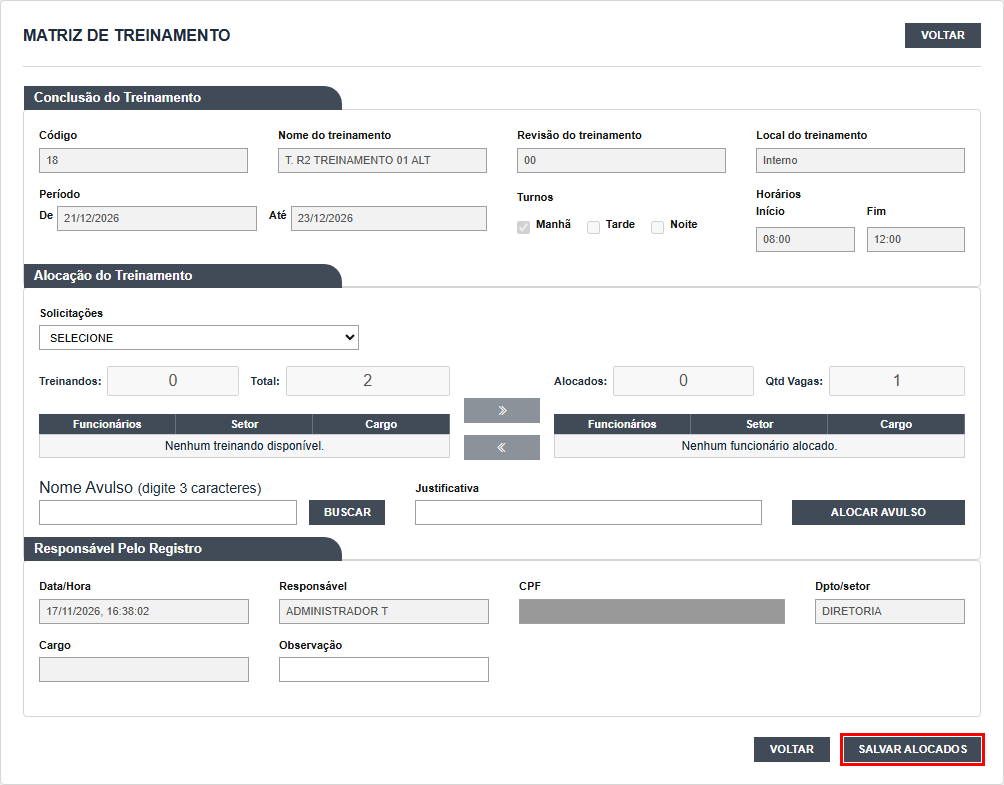 MATRIZ DE TREINAMENTO
VOLTAR
Conclusão do Treinamento
Código Nome do treinamento Revisão do treinamento Local do treinamento
18 T. R2 TREINAMENTO 01 ALT 00 Interno
Período Turnos Horários
De 21/12/2026 Até 23/12/2026 Manhã Tarde Noite Início Fim
08:00 12:00
Alocação do Treinamento
Solicitações
SELECIONE
Treinandos: 0 Total: 2 Alocados: 0 Qtd Vagas: 1
»
Funcionários Setor Cargo Funcionários Setor Cargo
Nenhum treinando disponível. « Nenhum funcionário alocado.
Nome Avulso (digite 3 caracteres) Justificativa
BUSCAR ALOCAR AVULSO
Responsável Pelo Registro
Data/Hora Responsável CPF Dpto/setor
17/11/2026, 16:38:02 ADMINISTRADOR T DIRETORIA
Cargo Observação
VOLTAR SALVAR ALOCADOS